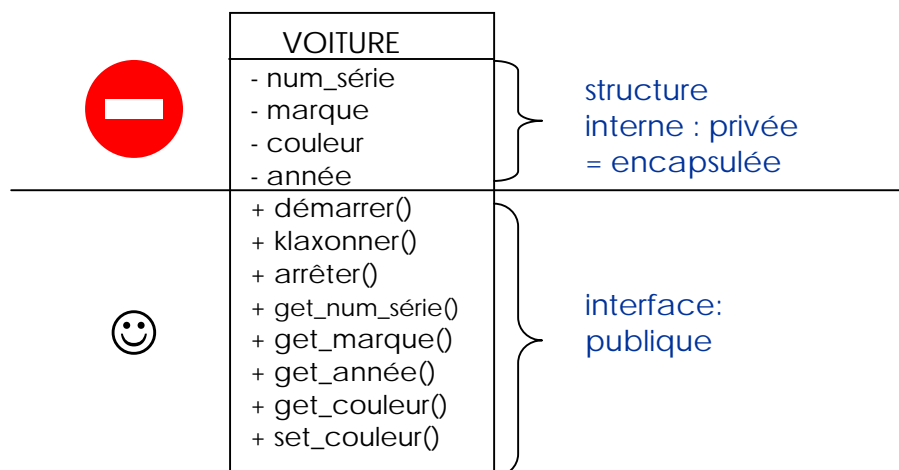 VOITURE
- num_série
- marque
- couleur
- année
structure
interne : privée
= encapsulée
+ démarrer()
+ klaxonner()
+ arrêter()
+ get_num_série()
+ get_marque()
+ get_année()
+ get_couleur()
+ set_couleur()
interface:
publique